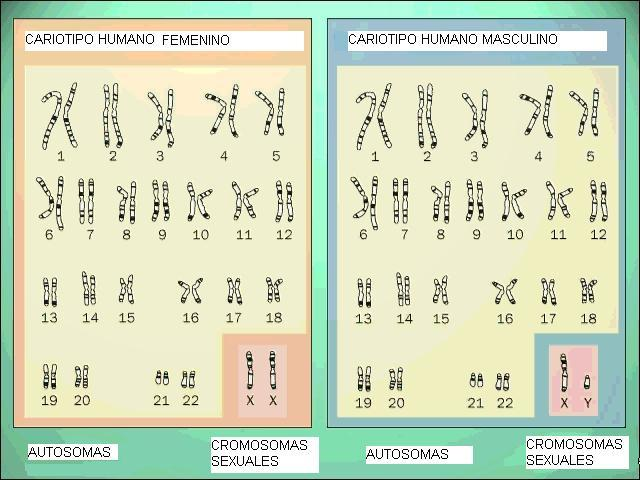 CARIOTIPO HUMANO FEMENINO
1 2 3 4 5
6 7 8 9 10 11 12
13 14 15 16 17 18
19 20 21 22 X X
AUTOSOMAS
CROMOSOMAS
SEXUALES
CARIOTIPO HUMANO MASCULINO
1 2 3 4 5
6 7 8 9 10 11 12
13 14 15 16 17 18
19 20 21 22 X Y
AUTOSOMAS
CROMOSOMAS
SEXUALES